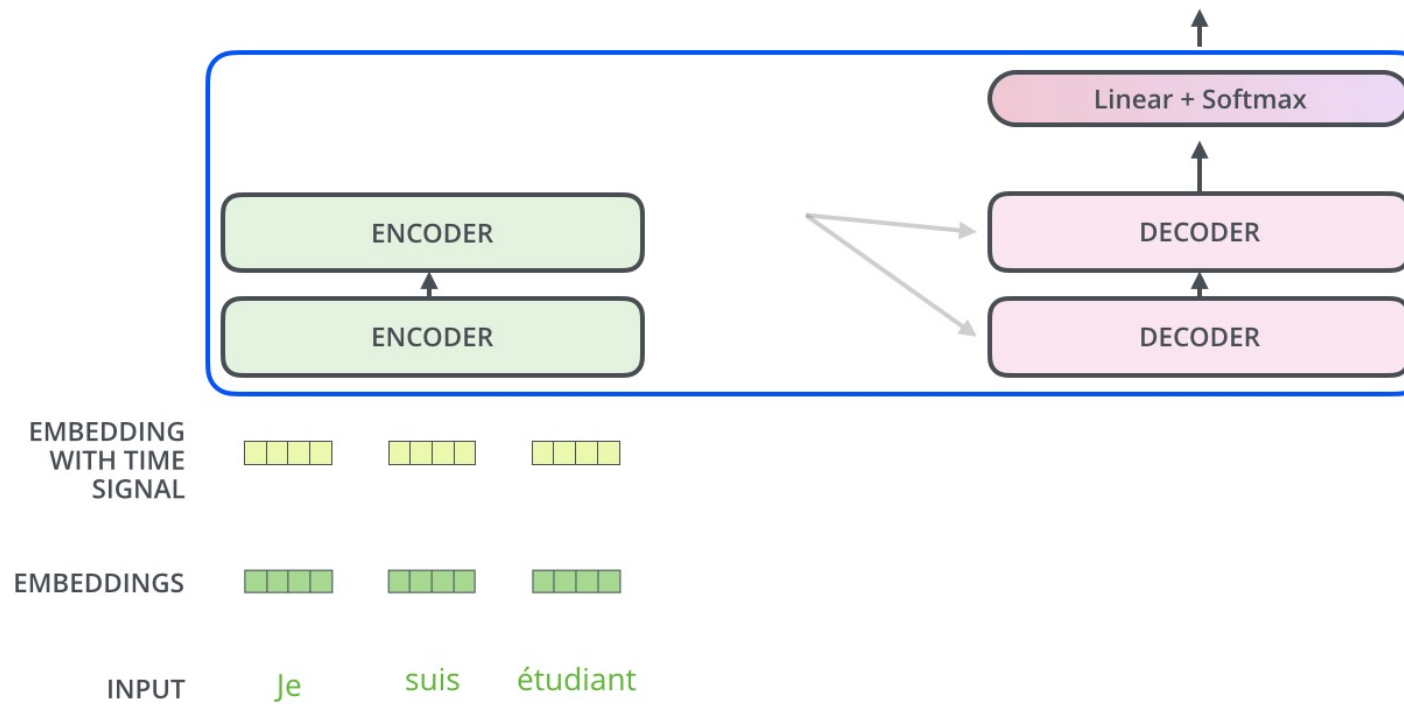 Linear + Softmax
ENCODER
DECODER
ENCODER
DECODER
EMBEDDING
WITH TIME
SIGNAL
EMBEDDINGS
INPUT Je suis étudiant